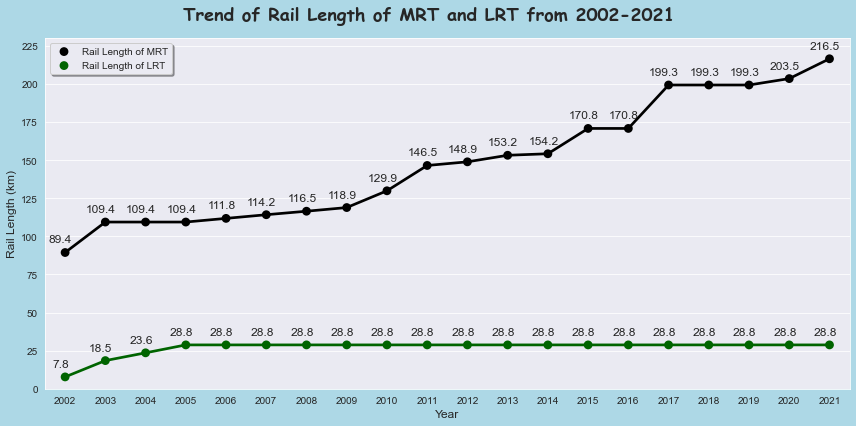 Trend of Rail Length of MRT and LRT from 2002-2021
Rail Length of MRT
Rail Length of LRT
Rail Length (km)
225
200
175
150
125
100
75
50
25
0
89.4 109.4 109.4 109.4 111.8 114.2 116.5 118.9 129.9 146.5 148.9 153.2 154.2 170.8 170.8 199.3 199.3 199.3 203.5 216.5
7.8 18.5 23.6 28.8 28.8 28.8 28.8 28.8 28.8 28.8 28.8 28.8 28.8 28.8 28.8 28.8 28.8 28.8 28.8 28.8
2002 2003 2004 2005 2006 2007 2008 2009 2010 2011 2012 2013 2014 2015 2016 2017 2018 2019 2020 2021
Year